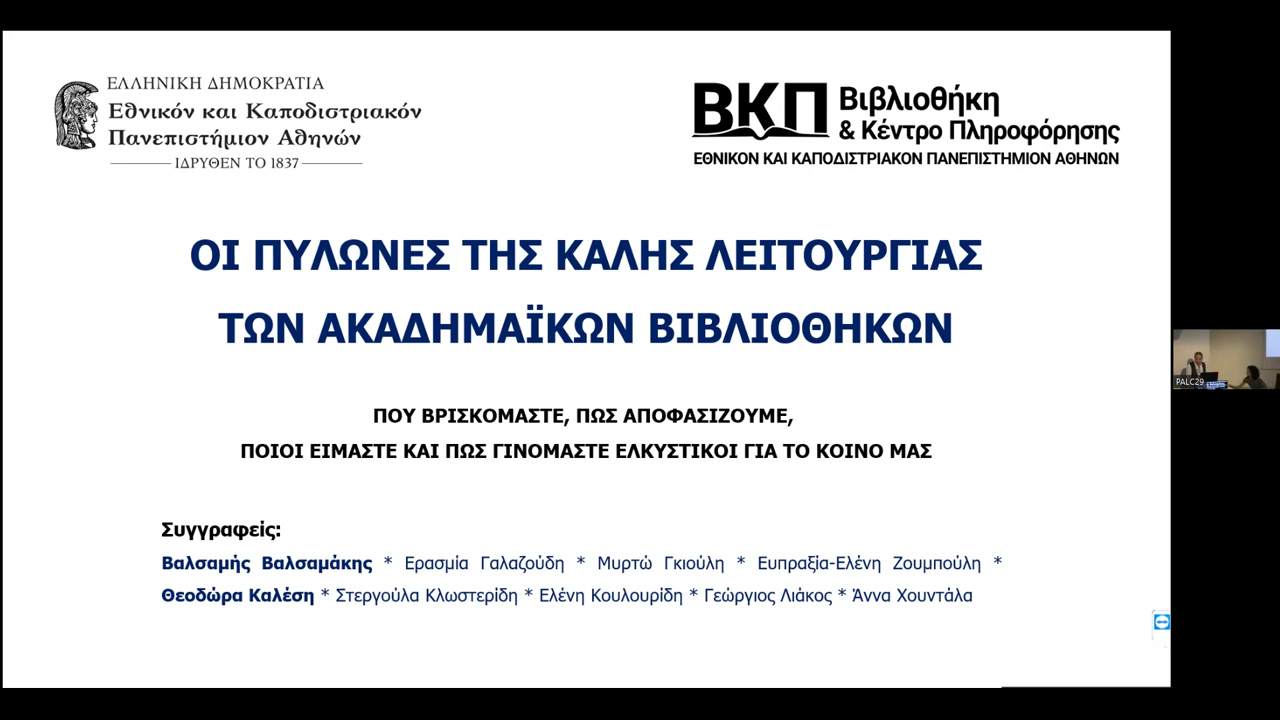 ΕΛΛΗΝΙΚΗ ΔΗΜΟΚΡΑΤΙΑ
Εθνικόν και Καποδιστριακόν
Πανεπιστήμιον Αθηνών
ΙΔΡΥΘΕΝ ΤΟ 1837
ΒΚΠ Βιβλιοθήκη
& Κέντρο Πληροφόρησης
ΕΘΝΙΚΟΝ ΚΑΙ ΚΑΠΟΔΙΣΤΡΙΑΚΟΝ ΠΑΝΕΠΙΣΤΗΜΙΟΝ ΑΘΗΝΩΝ
ΟΙ ΠΥΛΩΝΕΣ ΤΗΣ ΚΑΛΗΣ ΛΕΙΤΟΥΡΓΙΑΣ
ΤΩΝ ΑΚΑΔΗΜΑΪΚΩΝ ΒΙΒΛΙΟΘΗΚΩΝ
ΠΟΥ ΒΡΙΣΚΟΜΑΣΤΕ, ΠΩΣ ΑΠΟΦΑΣΙΖΟΥΜΕ,
ΠΟΙΟΙ ΕΙΜΑΣΤΕ ΚΑΙ ΠΩΣ ΓΙΝΟΜΑΣΤΕ ΕΛΚΥΣΤΙΚΟΙ ΓΙΑ ΤΟ ΚΟΙΝΟ ΜΑΣ
Συγγραφείς:
Βαλσαμής Βαλσαμάκης * Ερασμία Γαλαζούδη * Μυρτώ Γκιούλη * Ευπραξία-Ελένη Ζουμπούλη *
Θεοδώρα Καλέση * Στεργούλα Κλωστερίδη * Ελένη Κουλουρίδη * Γεώργιος Λιάκος * Άννα Χουντάλα
PALC29